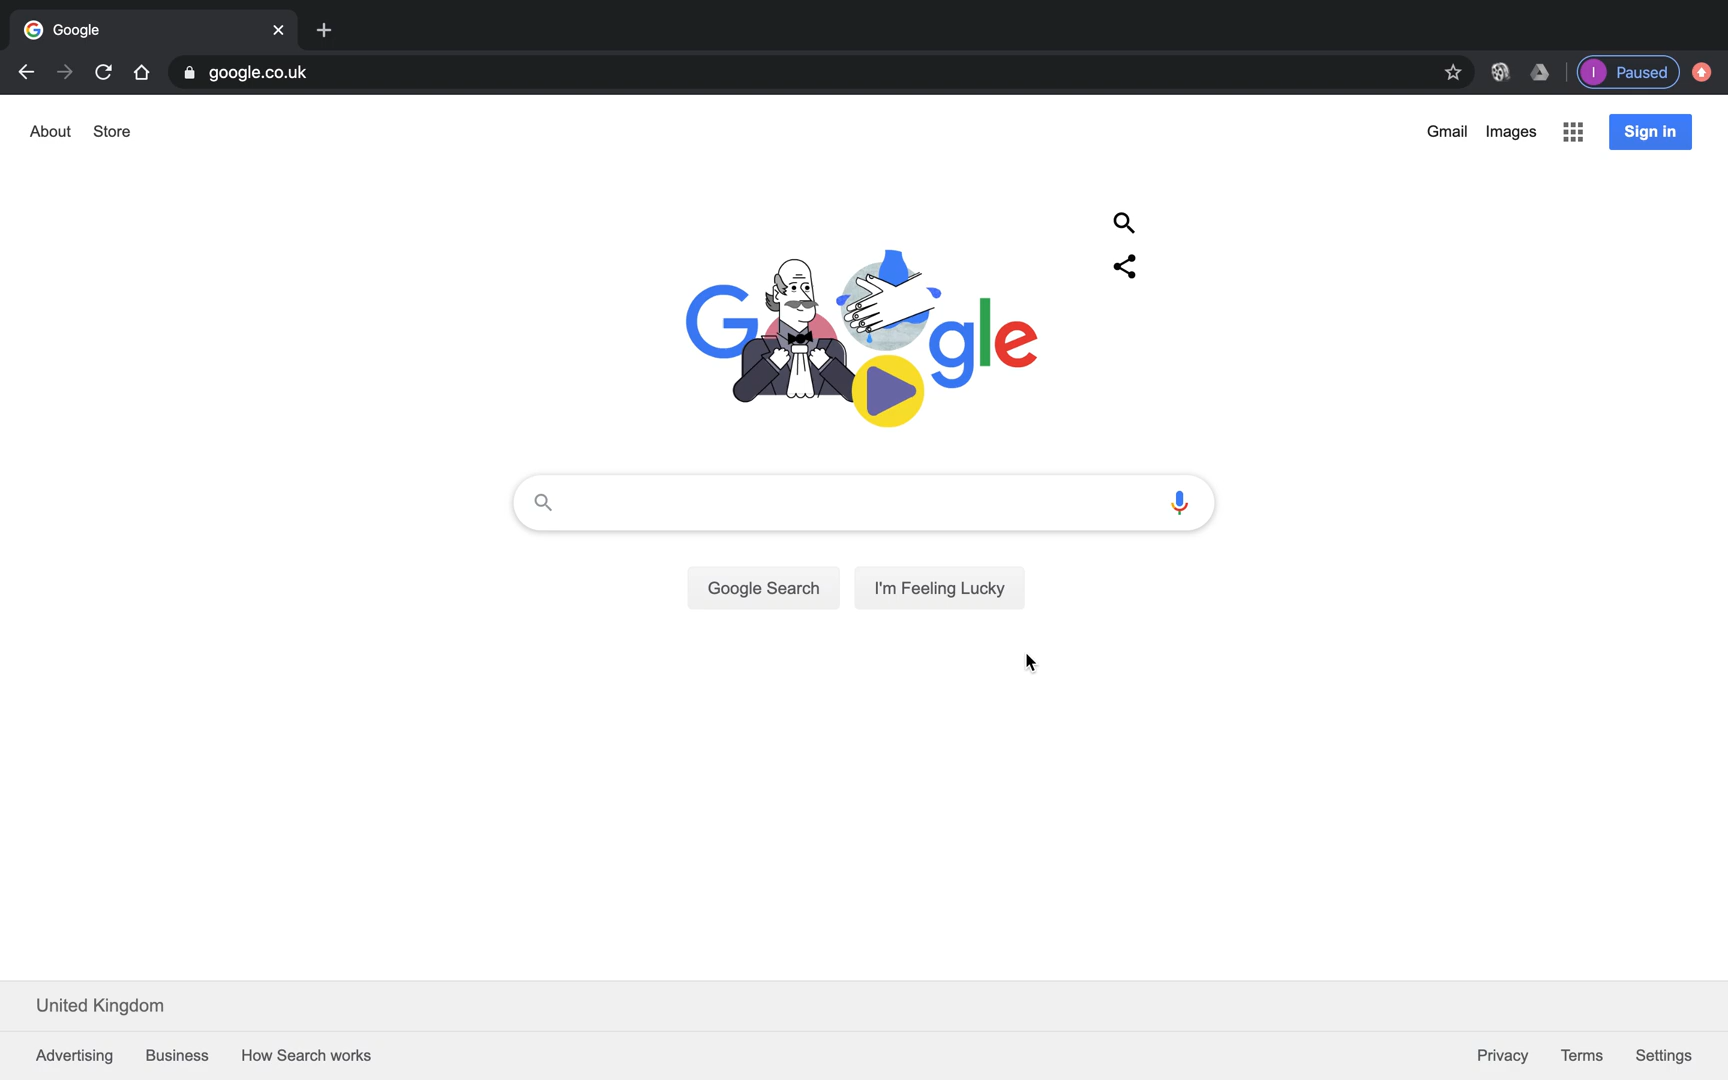 Google
google.co.uk
I Paused
About Store
Gmail Images Sign in
Google
Google Search I'm Feeling Lucky
United Kingdom
Advertising Business How Search works
Privacy Terms Settings